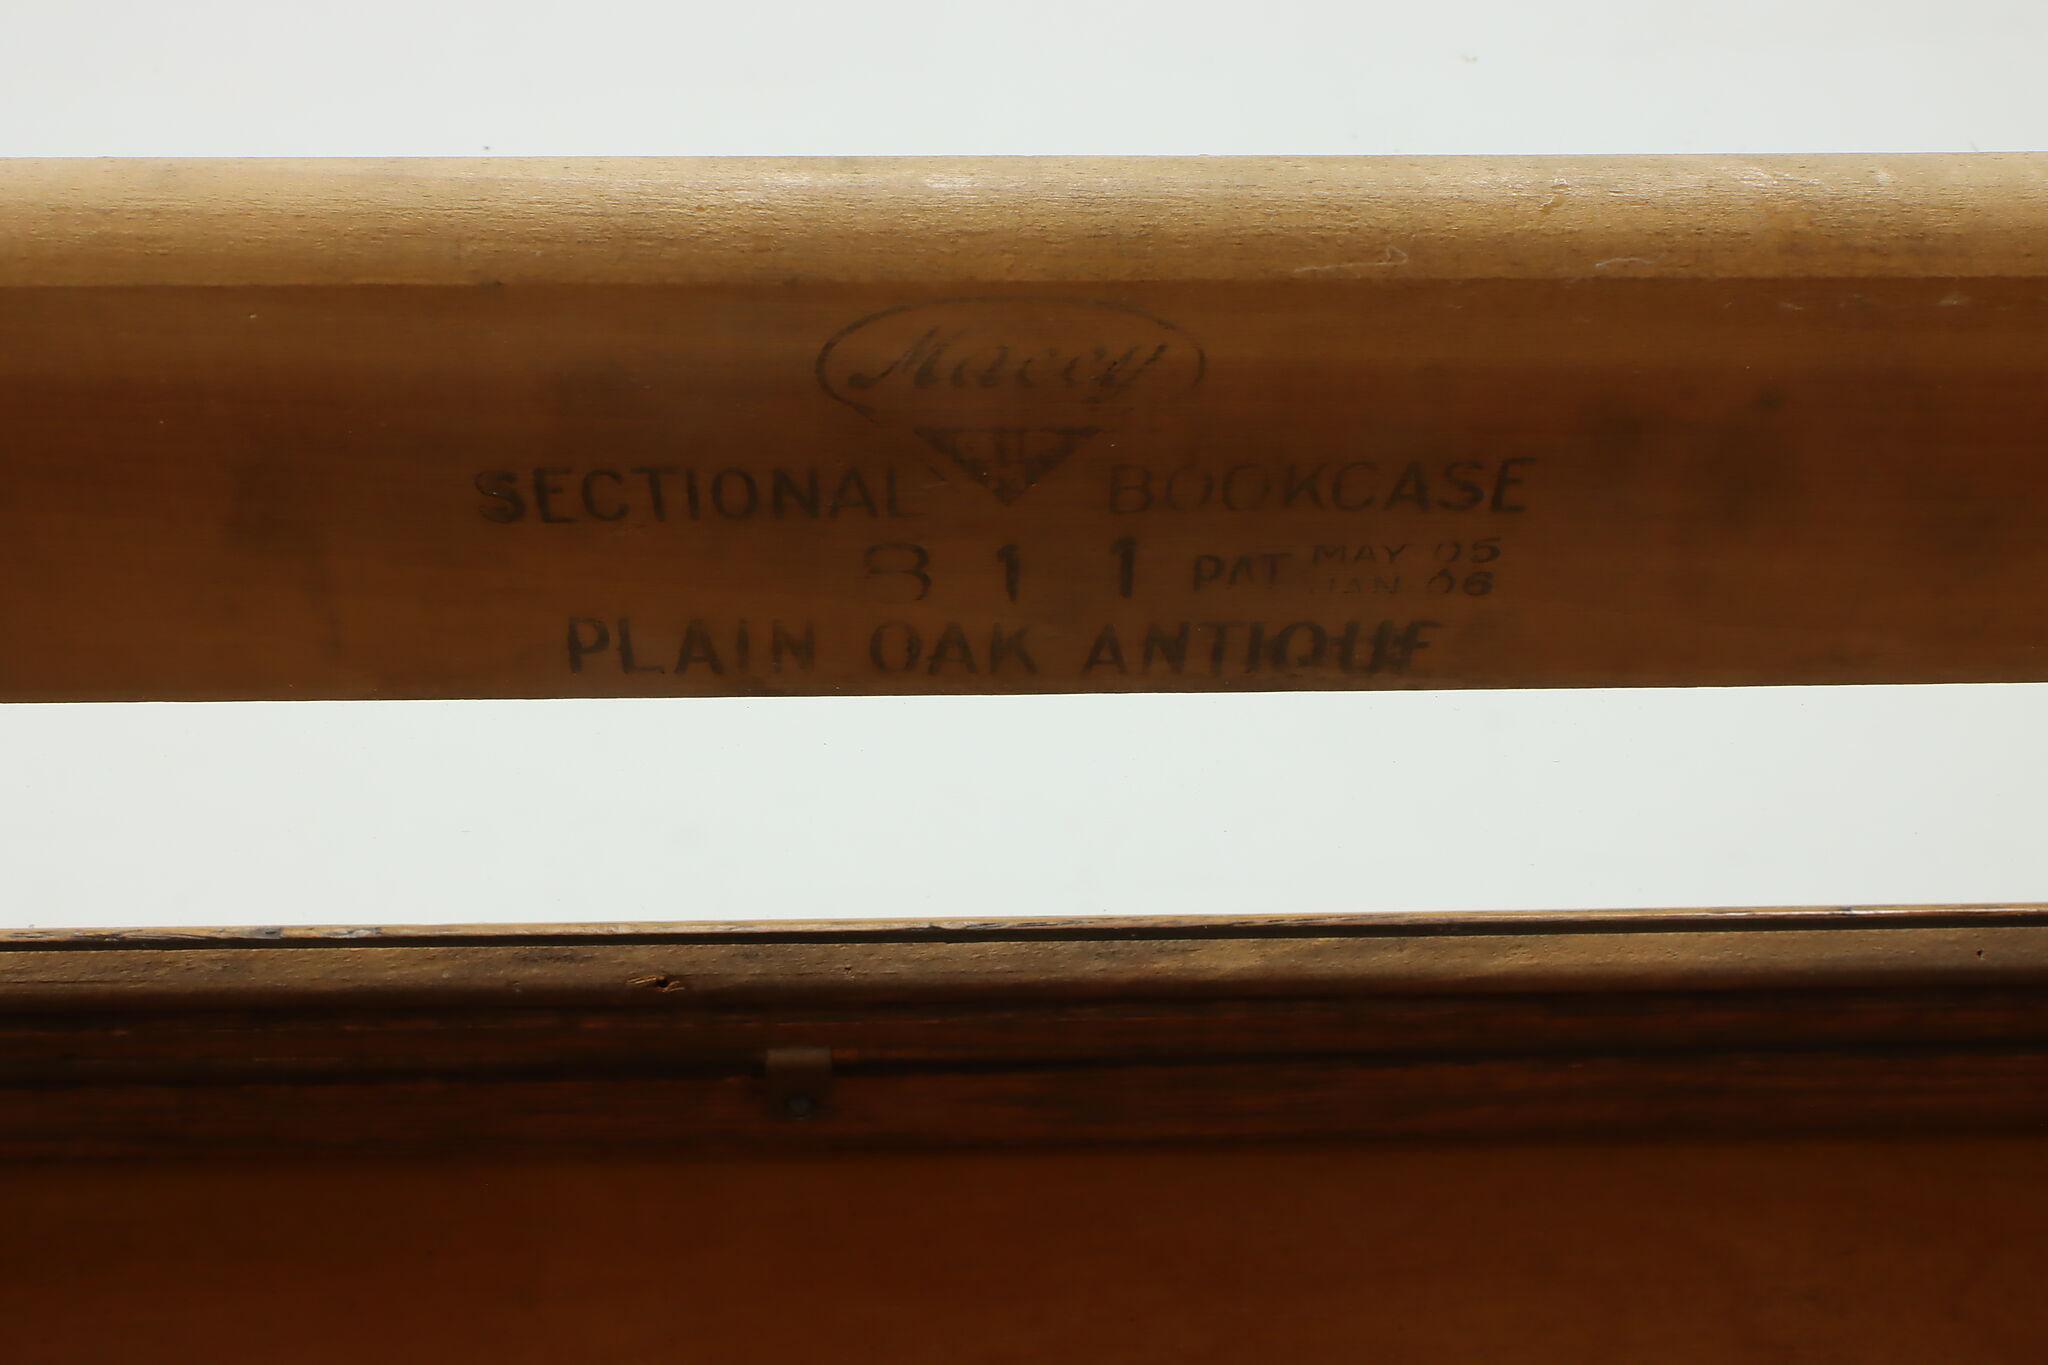 Macey
SECTIONAL BOOKCASE
811 PAT MAY 05
JAN 06
PLAIN OAK ANTIQUE